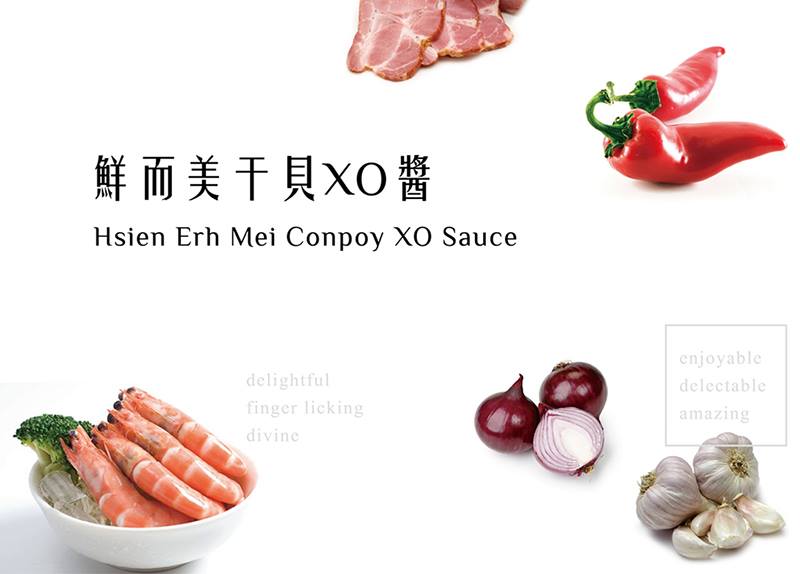 鮮而美干貝XO醬
Hsien Erh Mei Conpoy XO Sauce
delightful
finger licking
divine
enjoyable
delectable
amazing